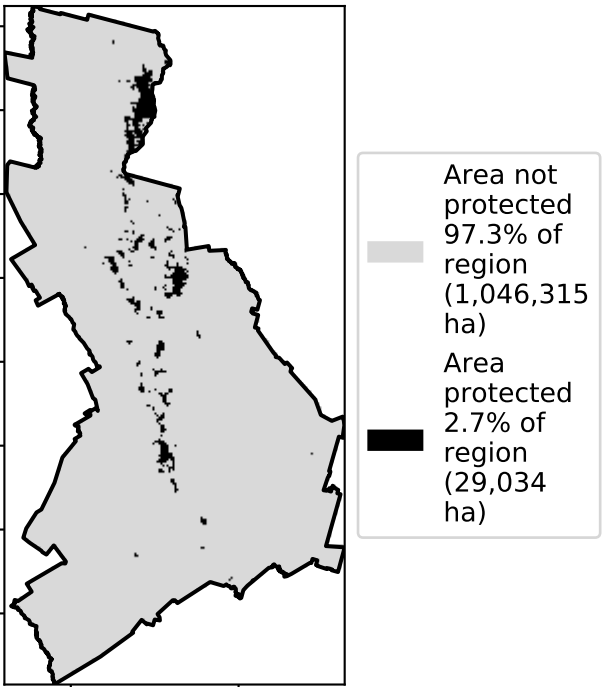 Area not
protected
97.3% of
region
(1,046,315
ha)
Area
protected
2.7% of
region
(29,034
ha)